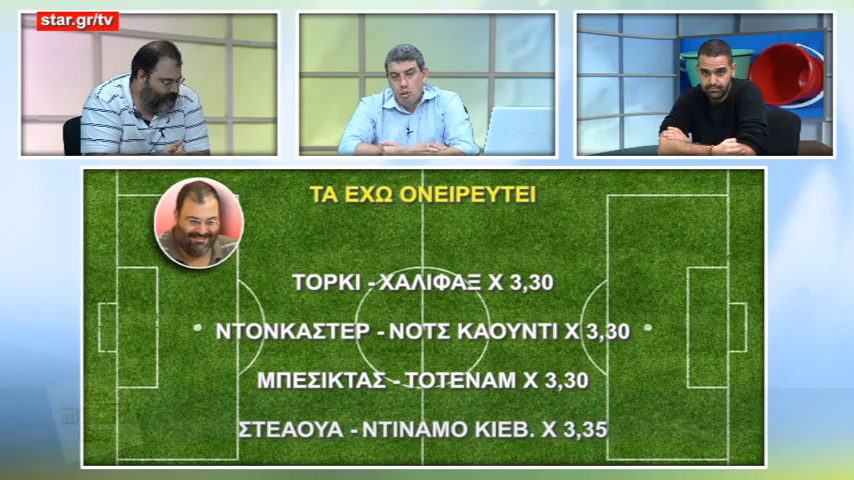 star.gr/tv
ΤΑ ΕΧΩ ΟΝΕΙΡΕΥΤΕΙ
ΤΟΡΚΙ - ΧΑΛΙΦΑΞ Χ 3,30
ΝΤΟΝΚΑΣΤΕΡ - ΝΟΤΣ ΚΑΟΥΝΤΙ Χ 3,30
ΜΠΕΣΙΚΤΑΣ - ΤΟΤΕΝΑΜ Χ 3,30
ΣΤΕΑΟΥΑ - ΝΤΙΝΑΜΟ ΚΙΕΒ. Χ 3,35